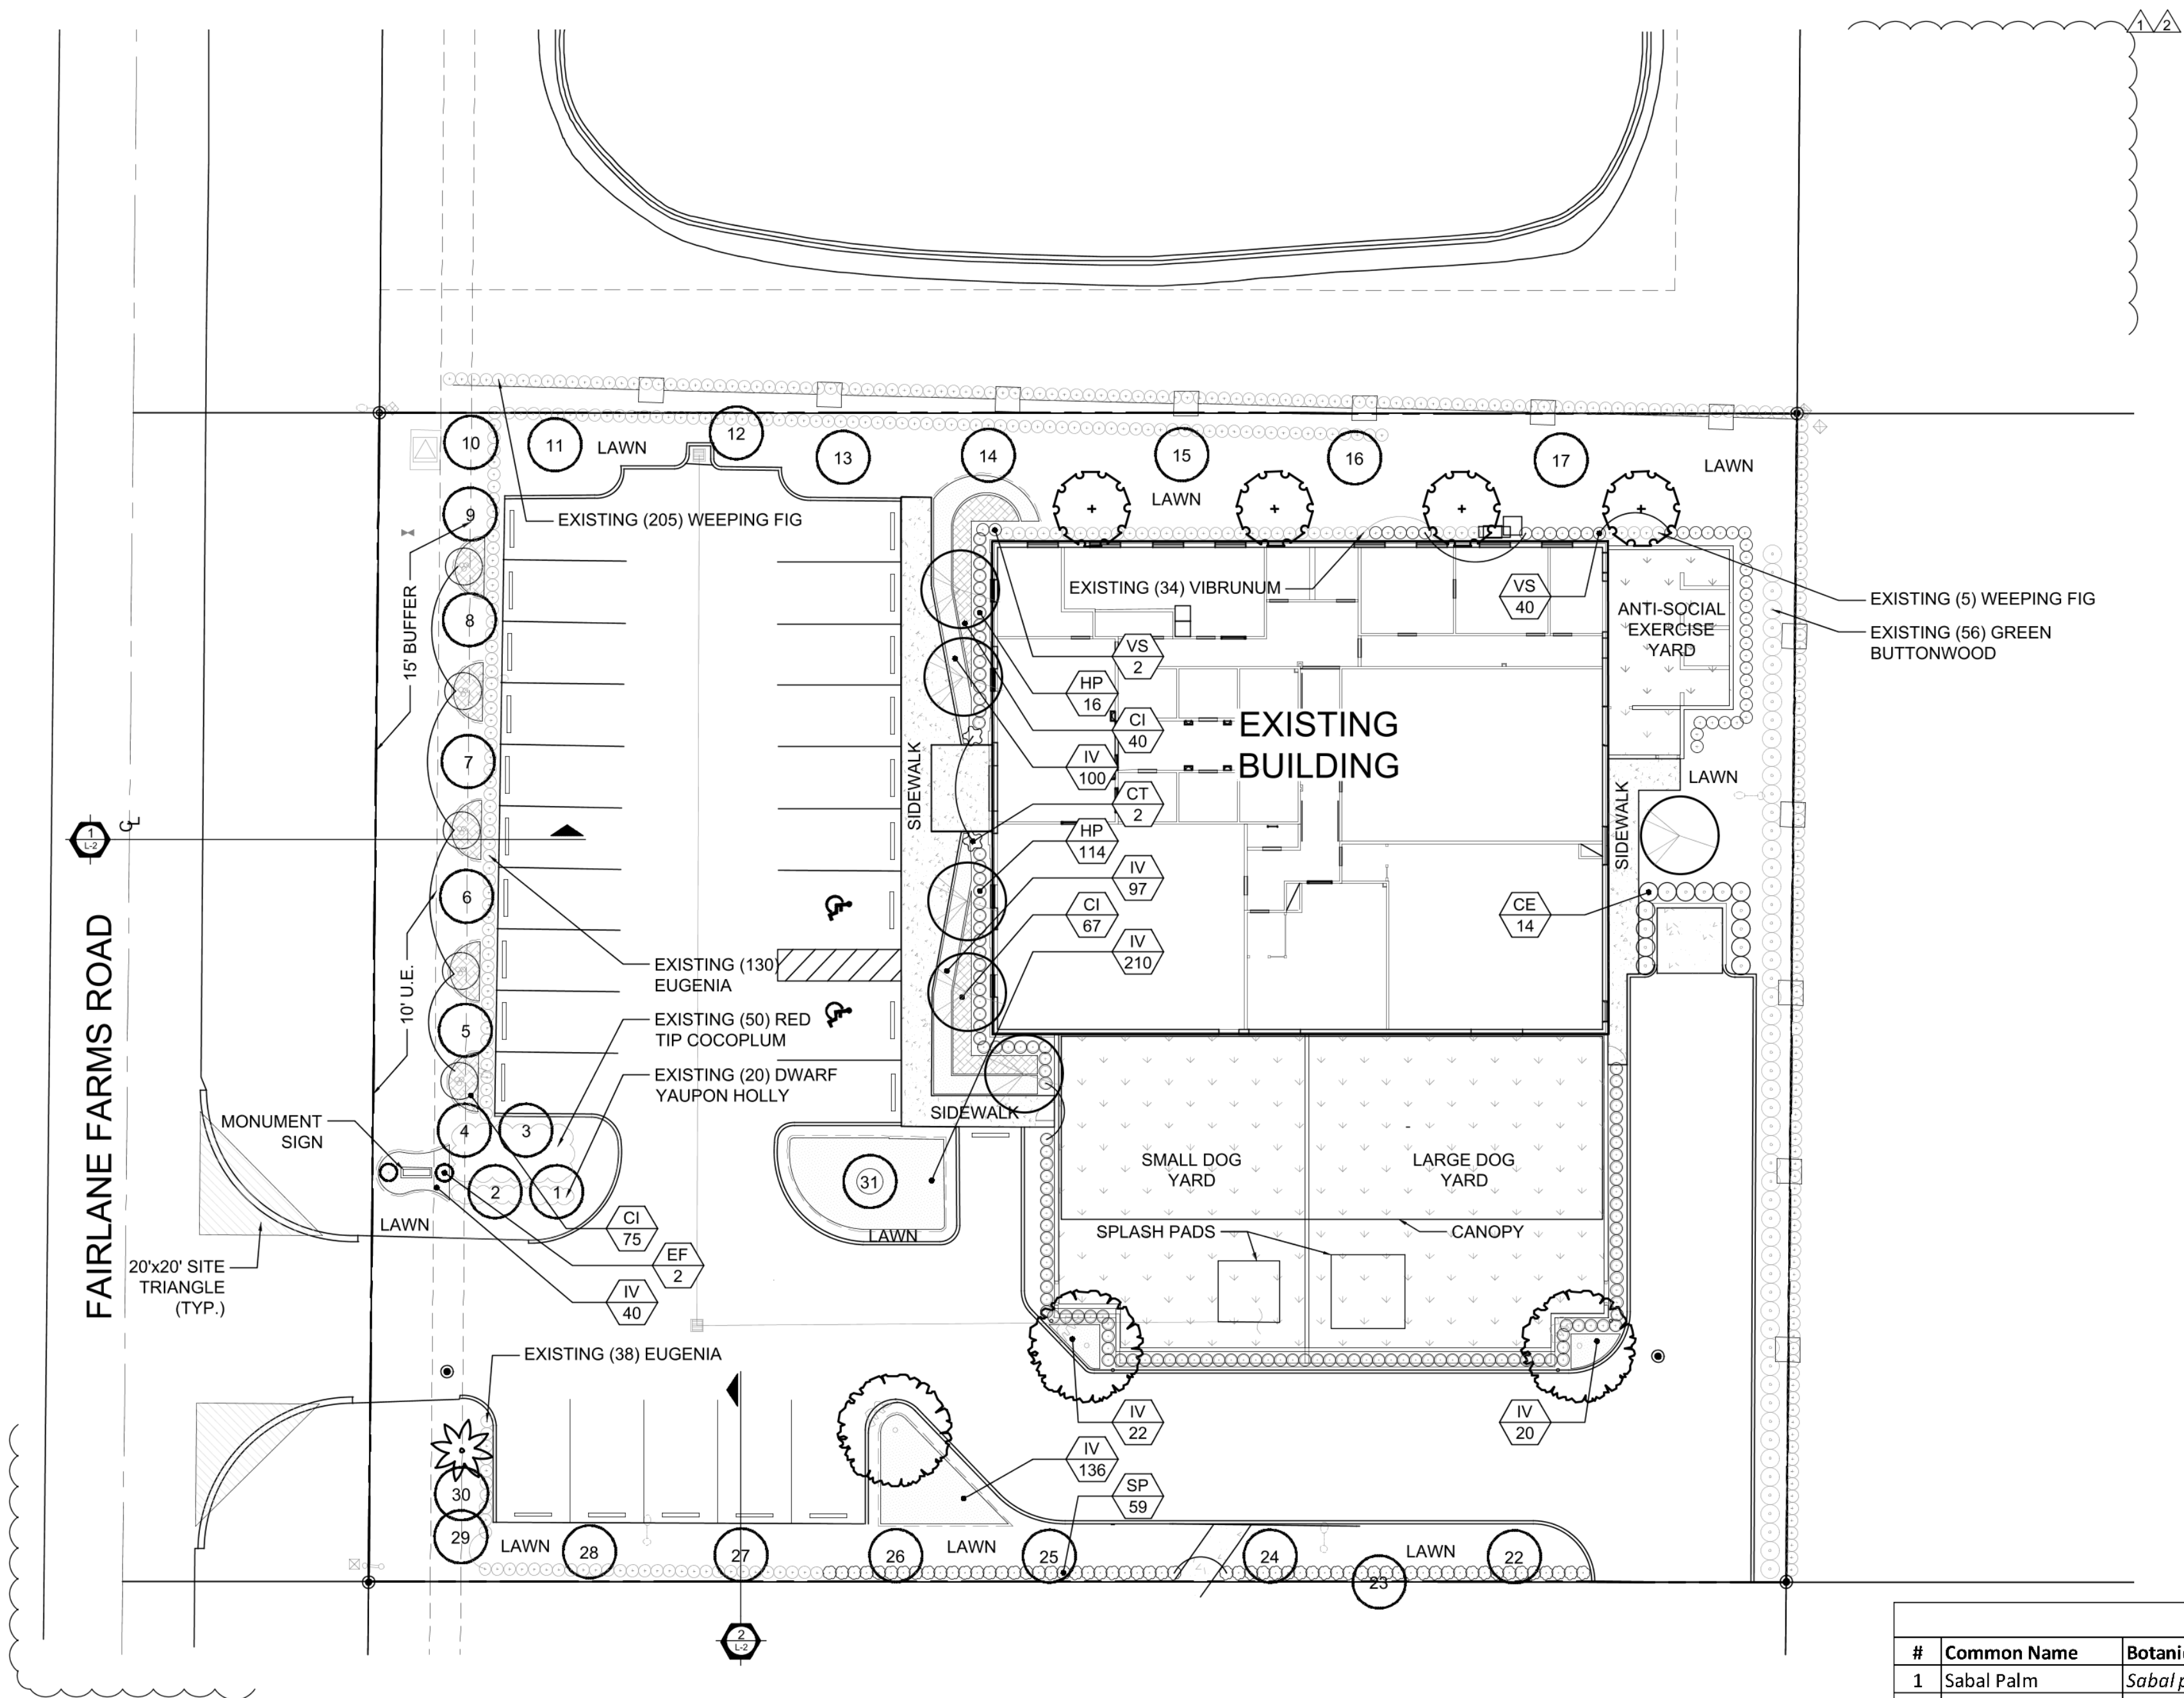 1 2
10
11
LAWN
12
13
14
15
16
17
LAWN
LAWN
9
EXISTING (205) WEEPING FIG
15' BUFFER
8
EXISTING (34) VIBRUNUM
VS
40
ANTI-SOCIAL
EXERCISE
YARD
EXISTING (5) WEEPING FIG
EXISTING (56) GREEN
BUTTONWOOD
VS
2
HP
16
CI
40
IV
100
EXISTING
BUILDING
SIDEWALK
7
CT
2
LAWN
SIDEWALK
1
L-2
CL
HP
114
IV
97
CI
67
IV
210
CE
14
6
FAIRLANE FARMS ROAD
10' U.E.
EXISTING (130)
EUGENIA
5
EXISTING (50) RED
TIP COCOPLUM
EXISTING (20) DWARF
YAUPON HOLLY
SIDEWALK
MONUMENT
SIGN
4
3
2
1
31
SMALL DOG
YARD
LARGE DOG
YARD
LAWN
CI
75
LAWN
SPLASH PADS
CANOPY
EF
2
20'x20' SITE
TRIANGLE
(TYP.)
IV
40
EXISTING (38) EUGENIA
IV
22
IV
20
IV
136
SP
59
30
29
LAWN
28
27
26
LAWN
25
24
23
LAWN
22
2
L-2
# Common Name Botani
1 Sabal Palm Sabal p